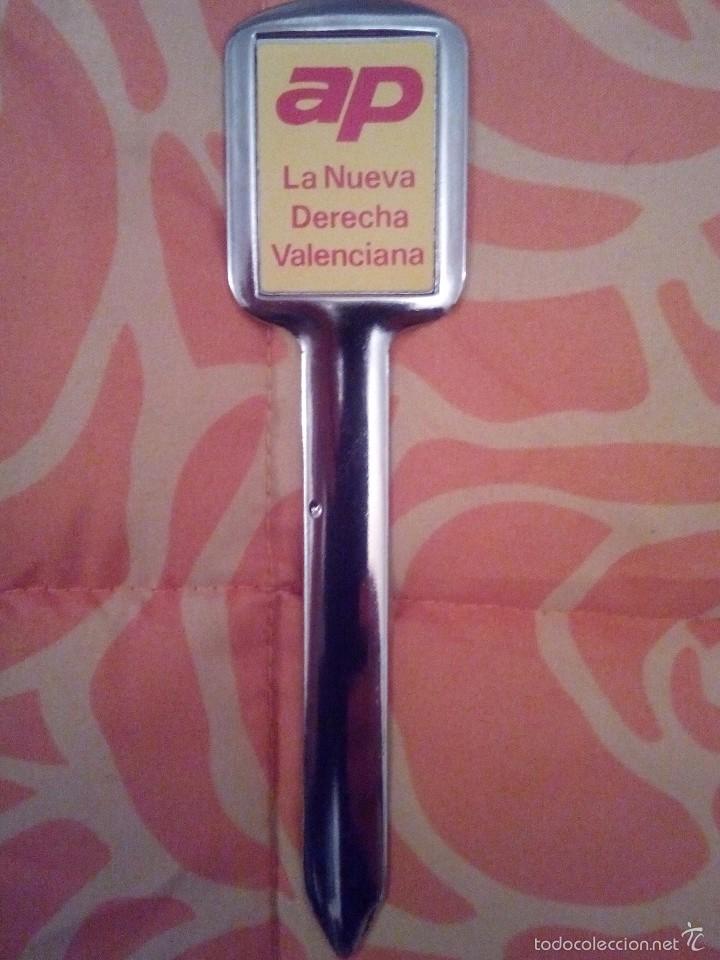 ap
La Nueva
Derecha
Valenciana
todocoleccion.net